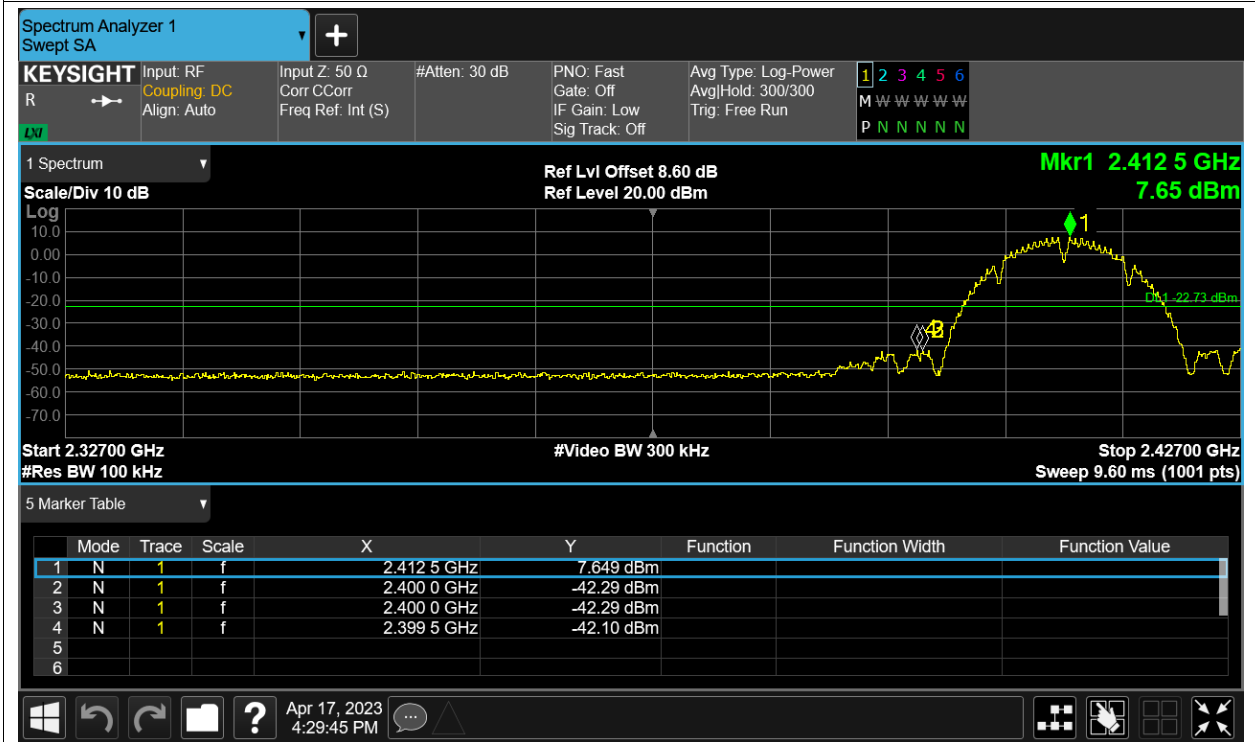 Spectrum Analyzer 1
Swept SA
+
KEYSIGHT Input: RF Input Z: 50 Ω #Atten: 30 dB PNO: Fast Avg Type: Log-Power 1 2 3 4 5 6
R Coupling: DC Corr CCorr Gate: Off Avg|Hold: 300/300 M W W W W W
Align: Auto Freq Ref: Int (S) IF Gain: Low Trig: Free Run
LXI Sig Track: Off P N N N N N
1 Spectrum Ref Lvl Offset 8.60 dB Mkr1 2.412 5 GHz
Scale/Div 10 dB Ref Level 20.00 dBm 7.65 dBm
Log
1
10.0
0.00
-10.0
-20.0
DL1 -22.73 dBm
-30.0
-40.0
-50.0
-60.0
-70.0
Start 2.32700 GHz #Video BW 300 kHz Stop 2.42700 GHz
#Res BW 100 kHz Sweep 9.60 ms (1001 pts)
5 Marker Table
Mode Trace Scale X Y Function Function Width Function Value
1 N 1 f 2.412 5 GHz 7.649 dBm
2 N 1 f 2.400 0 GHz -42.29 dBm
3 N 1 f 2.400 0 GHz -42.29 dBm
4 N 1 f 2.399 5 GHz -42.10 dBm
5
6
? Apr 17, 2023
4:29:45 PM